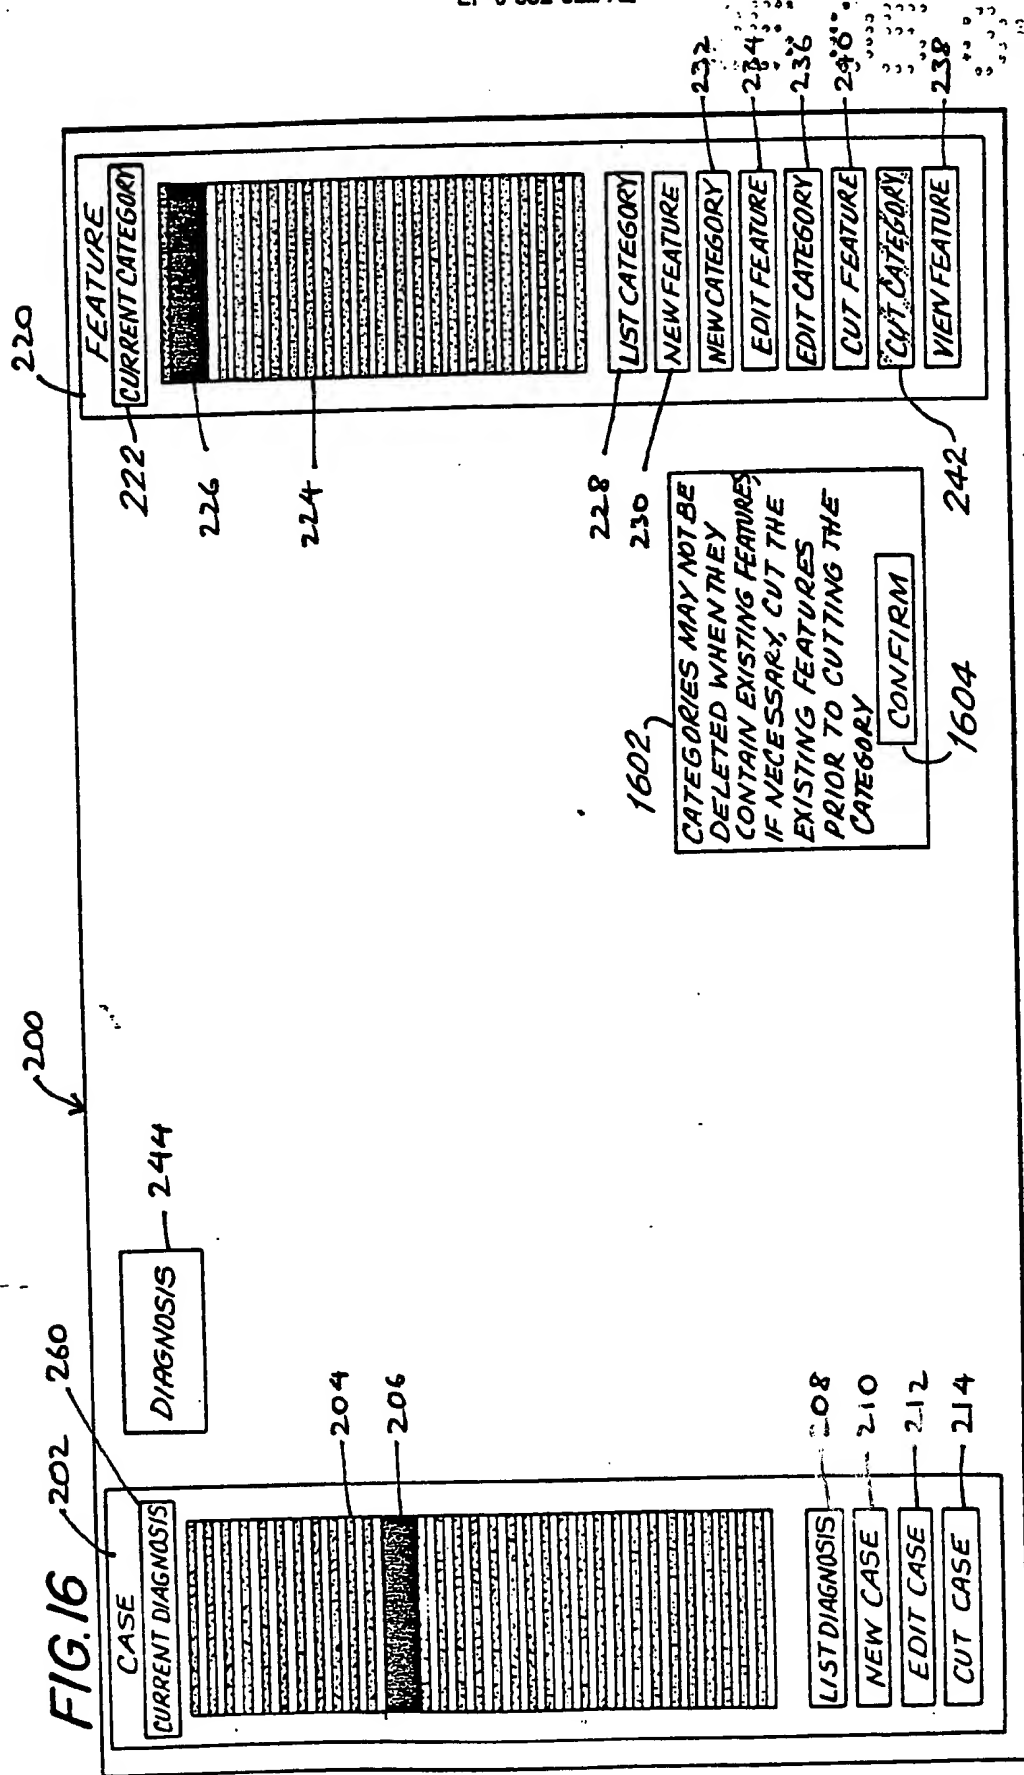 FIG.16
200
202
CASE
260
CURRENT DIAGNOSIS
204
206
LIST DIAGNOSIS
208
NEW CASE
210
EDIT CASE
212
CUT CASE
214
DIAGNOSIS
244
1602
CATEGORIES MAY NOT BE
DELETED WHEN THEY
CONTAIN EXISTING FEATURES,
IF NECESSARY, CUT THE
EXISTING FEATURES
PRIOR TO CUTTING THE
CATEGORY
CONFIRM
1604
220
FEATURE
CURRENT CATEGORY
222
226
224
228
LIST CATEGORY
230
NEW FEATURE
NEW CATEGORY
232
EDIT FEATURE
234
EDIT CATEGORY
236
CUT FEATURE
240
CUT CATEGORY
242
VIEN FEATURE
238